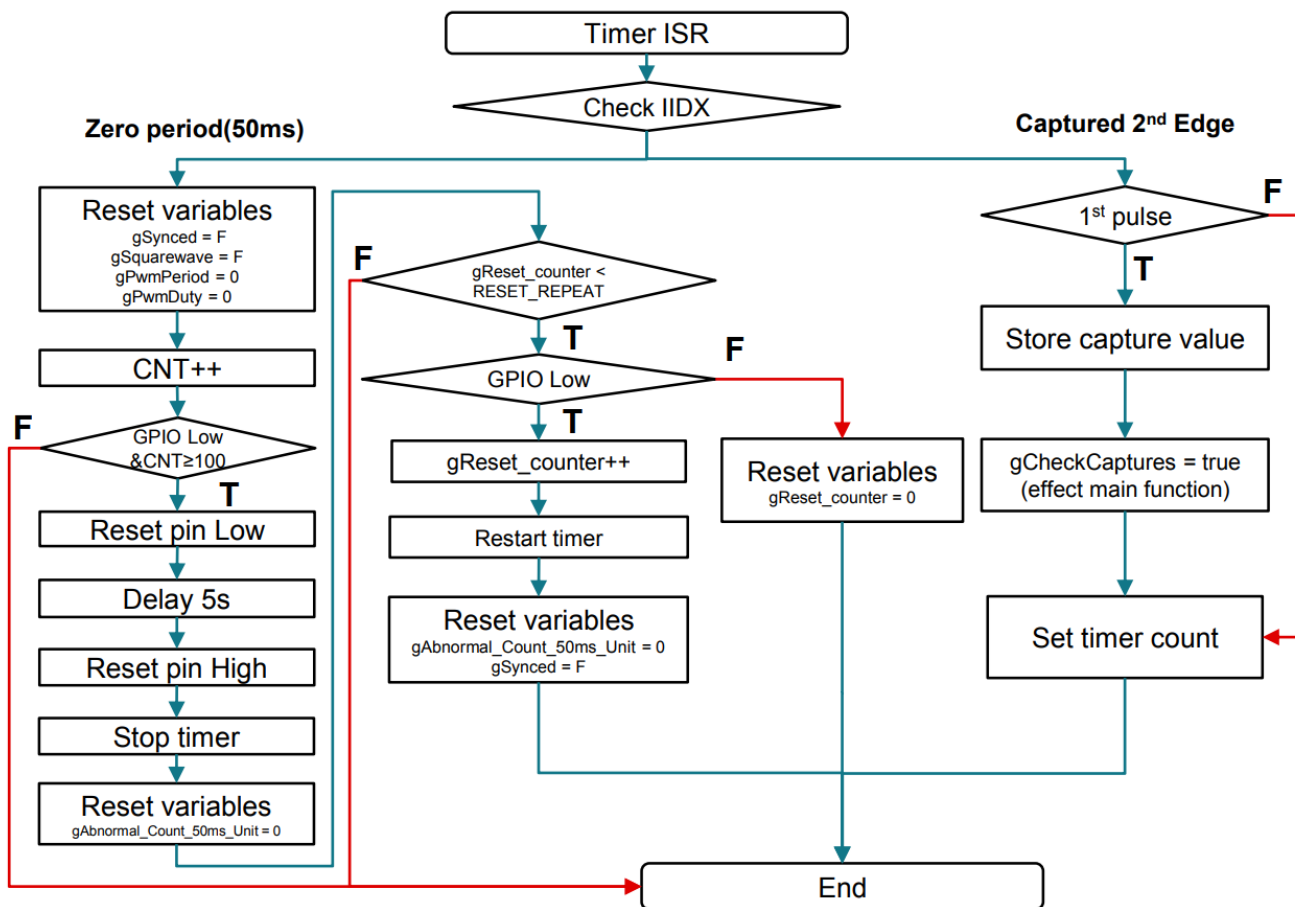 Timer ISR
Check IIDX
Zero period(50ms)
Captured 2nd Edge
Reset variables
gSynced = F
gSquarewave = F
gPwmPeriod = 0
gPwmDuty = 0
CNT++
F
GPIO Low
&CNT≥100
T
Reset pin Low
Delay 5s
Reset pin High
Stop timer
Reset variables
gAbnormal_Count_50ms_Unit = 0
F
gReset_counter <
RESET_REPEAT
T
GPIO Low
F
T
gReset_counter++
Restart timer
Reset variables
gAbnormal_Count_50ms_Unit = 0
gSynced = F
Reset variables
gReset_counter = 0
1st pulse
F
T
Store capture value
gCheckCaptures = true
(effect main function)
Set timer count
End